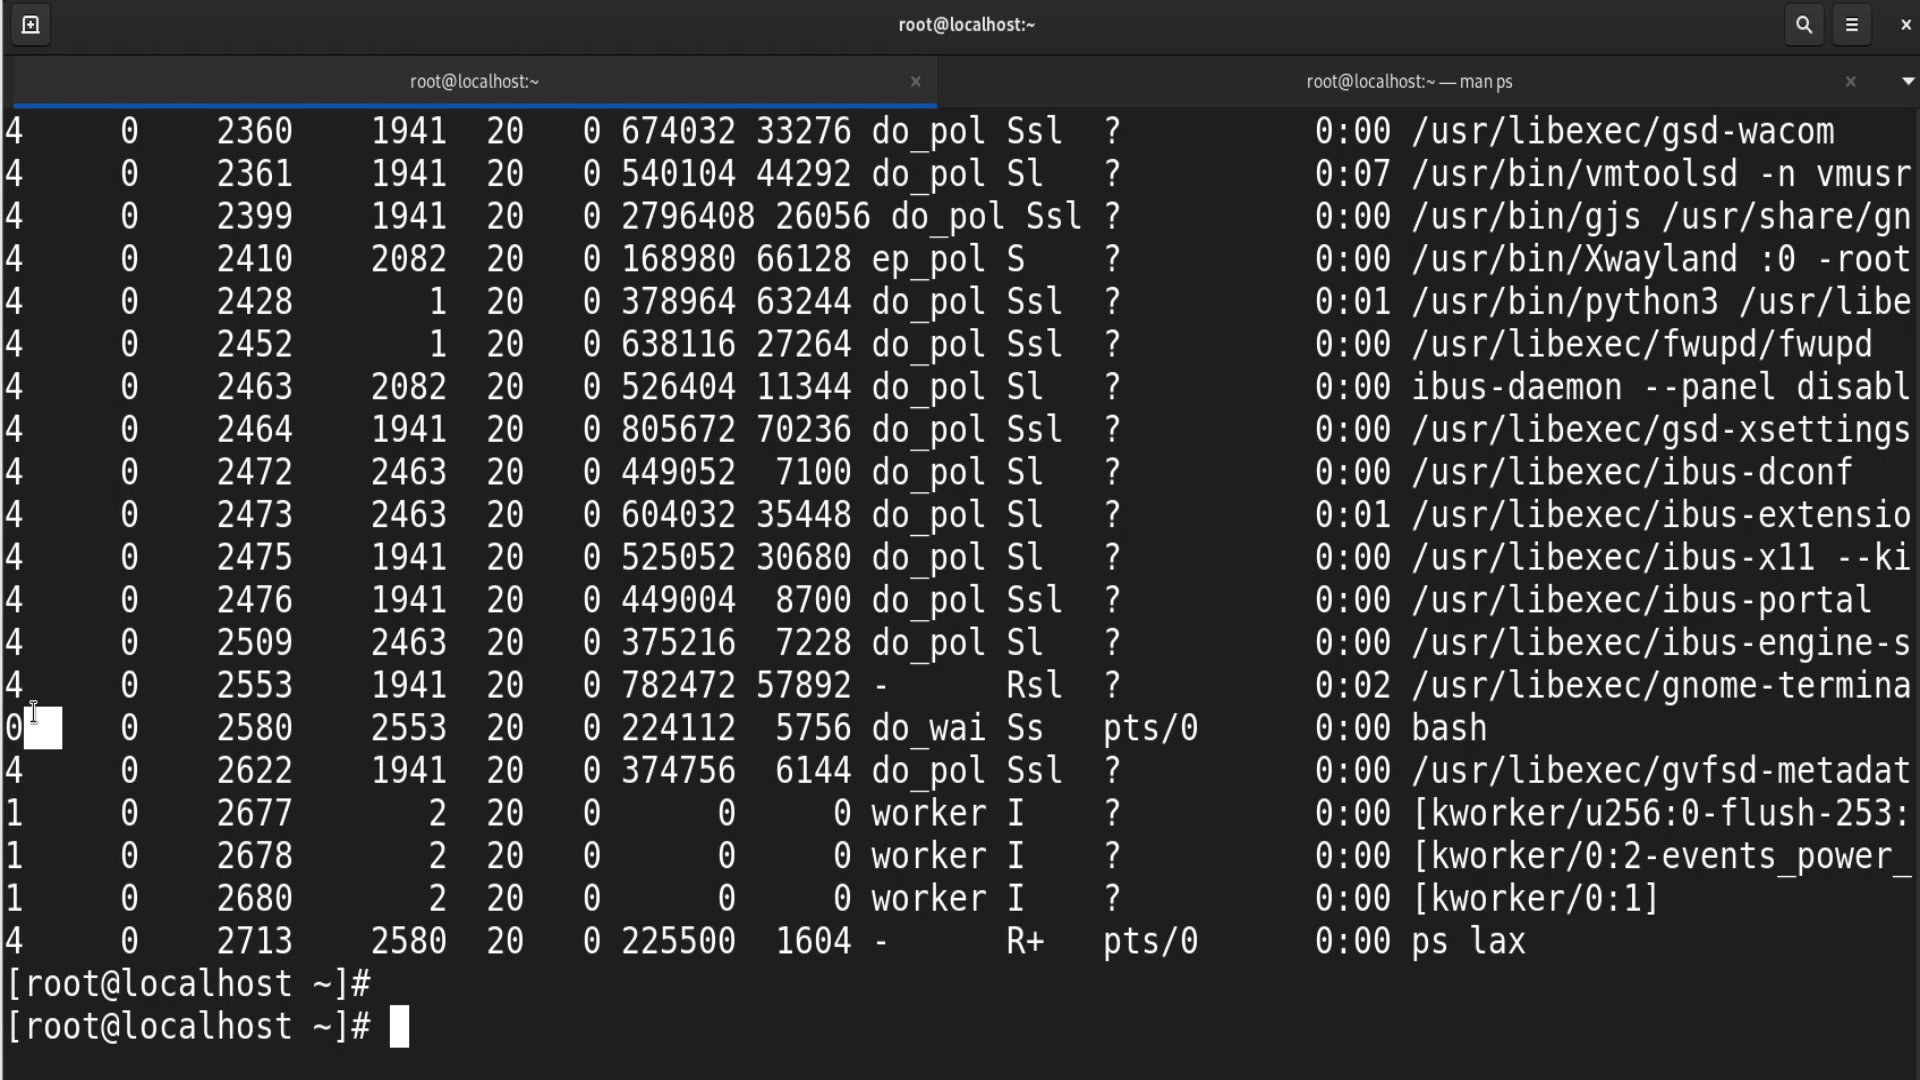 root@localhost:~
root@localhost:~ × root@localhost:~ — man ps ×
4 0 2360 1941 20 0 674032 33276 do_pol Ssl ? 0:00 /usr/libexec/gsd-wacom
4 0 2361 1941 20 0 540104 44292 do_pol Sl ? 0:07 /usr/bin/vmtoolsd -n vmusr
4 0 2399 1941 20 0 2796408 26056 do_pol Ssl ? 0:00 /usr/bin/gjs /usr/share/gn
4 0 2410 2082 20 0 168980 66128 ep_pol S ? 0:00 /usr/bin/Xwayland :0 -root
4 0 2428 1 20 0 378964 63244 do_pol Ssl ? 0:01 /usr/bin/python3 /usr/libe
4 0 2452 1 20 0 638116 27264 do_pol Ssl ? 0:00 /usr/libexec/fwupd/fwupd
4 0 2463 2082 20 0 526404 11344 do_pol Sl ? 0:00 ibus-daemon --panel disabl
4 0 2464 1941 20 0 805672 70236 do_pol Ssl ? 0:00 /usr/libexec/gsd-xsettings
4 0 2472 2463 20 0 449052 7100 do_pol Sl ? 0:00 /usr/libexec/ibus-dconf
4 0 2473 2463 20 0 604032 35448 do_pol Sl ? 0:01 /usr/libexec/ibus-extensio
4 0 2475 1941 20 0 525052 30680 do_pol Sl ? 0:00 /usr/libexec/ibus-x11 --ki
4 0 2476 1941 20 0 449004 8700 do_pol Ssl ? 0:00 /usr/libexec/ibus-portal
4 0 2509 2463 20 0 375216 7228 do_pol Sl ? 0:00 /usr/libexec/ibus-engine-s
4 0 2553 1941 20 0 782472 57892 - Rsl ? 0:02 /usr/libexec/gnome-termina
0 0 2580 2553 20 0 224112 5756 do_wai Ss pts/0 0:00 bash
4 0 2622 1941 20 0 374756 6144 do_pol Ssl ? 0:00 /usr/libexec/gvfsd-metadat
1 0 2677 2 20 0 0 0 worker I ? 0:00 [kworker/u256:0-flush-253:
1 0 2678 2 20 0 0 0 worker I ? 0:00 [kworker/0:2-events_power_
1 0 2680 2 20 0 0 0 worker I ? 0:00 [kworker/0:1]
4 0 2713 2580 20 0 225500 1604 - R+ pts/0 0:00 ps lax
[root@localhost ~]#
[root@localhost ~]#